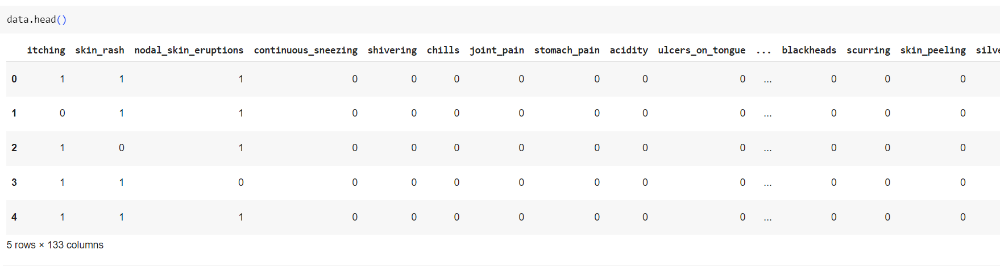 data.head()
itching skin_rash nodal_skin_eruptions continuous_sneezing shivering chills joint_pain stomach_pain acidity ulcers_on_tongue ... blackheads scurring skin_peeling silve
0 1 1 1 0 0 0 0 0 0 0 ... 0 0 0
1 0 1 1 0 0 0 0 0 0 0 ... 0 0 0
2 1 0 1 0 0 0 0 0 0 0 ... 0 0 0
3 1 1 0 0 0 0 0 0 0 0 ... 0 0 0
4 1 1 1 0 0 0 0 0 0 0 ... 0 0 0
5 rows × 133 columns